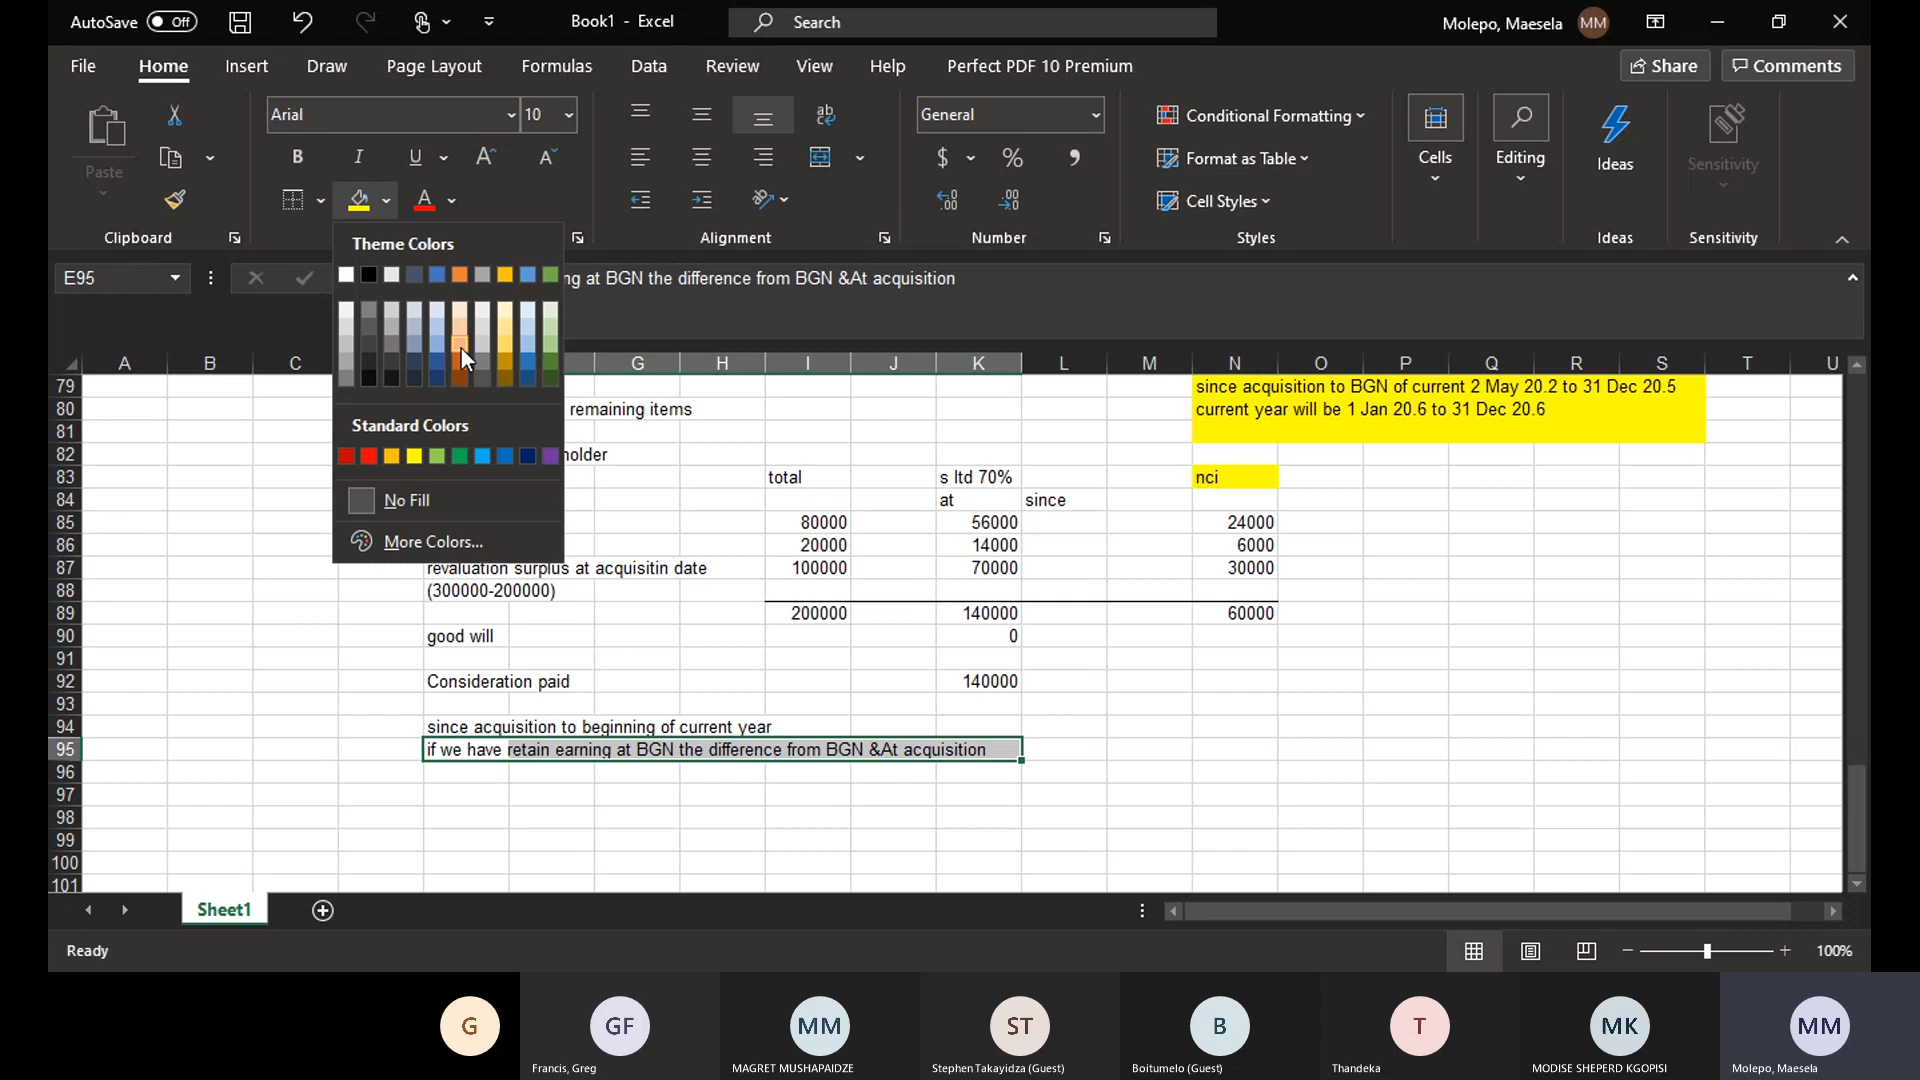 AutoSave Off Book1 - Excel Search Molepo, Maesela MM
File Home Insert Draw Page Layout Formulas Data Review View Help Perfect PDF 10 Premium Share Comments
Arial 10 General Conditional Formatting
Paste B I U A A $ % Format as Table Cells Editing Ideas Sensitivity
A Cell Styles
Clipboard Alignment Number Styles Ideas Sensitivity
Theme Colors
E95 ng at BGN the difference from BGN &At acquisition
A B C G H I J K L M N O P Q R S T U
79 since acquisition to BGN of current 2 May 20.2 to 31 Dec 20.5
80 remaining items current year will be 1 Jan 20.6 to 31 Dec 20.6
81
Standard Colors
82 holder
83 total s ltd 70% nci
84 at since
No Fill
85 80000 56000 24000
86 20000 14000 6000
More Colors...
87 revaluation surplus at acquisitin date 100000 70000 30000
88 (300000-200000)
89 200000 140000 60000
90 good will 0
91
92 Consideration paid 140000
93
94 since acquisition to beginning of current year
95 if we have retain earning at BGN the difference from BGN &At acquisition
96
97
98
99
100
101
Sheet1
Ready 100%
G GF MM ST B T MK MM
Francis, Greg MAGRET MUSHAPAIDZE Stephen Takayidza (Guest) Boitumelo (Guest) Thandeka MODISE SHEPERD KGOPISI Molepo, Maesela